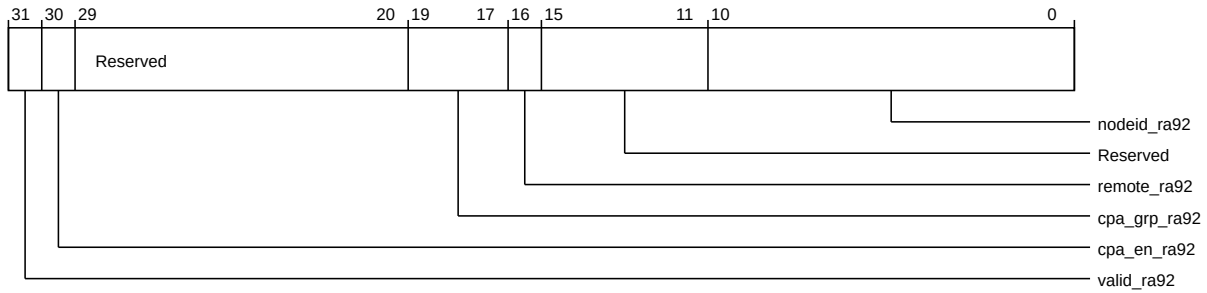 31 30 29 20 19 17 16 15 11 10 0
Reserved
nodeid_ra92
Reserved
remote_ra92
cpa_grp_ra92
cpa_en_ra92
valid_ra92